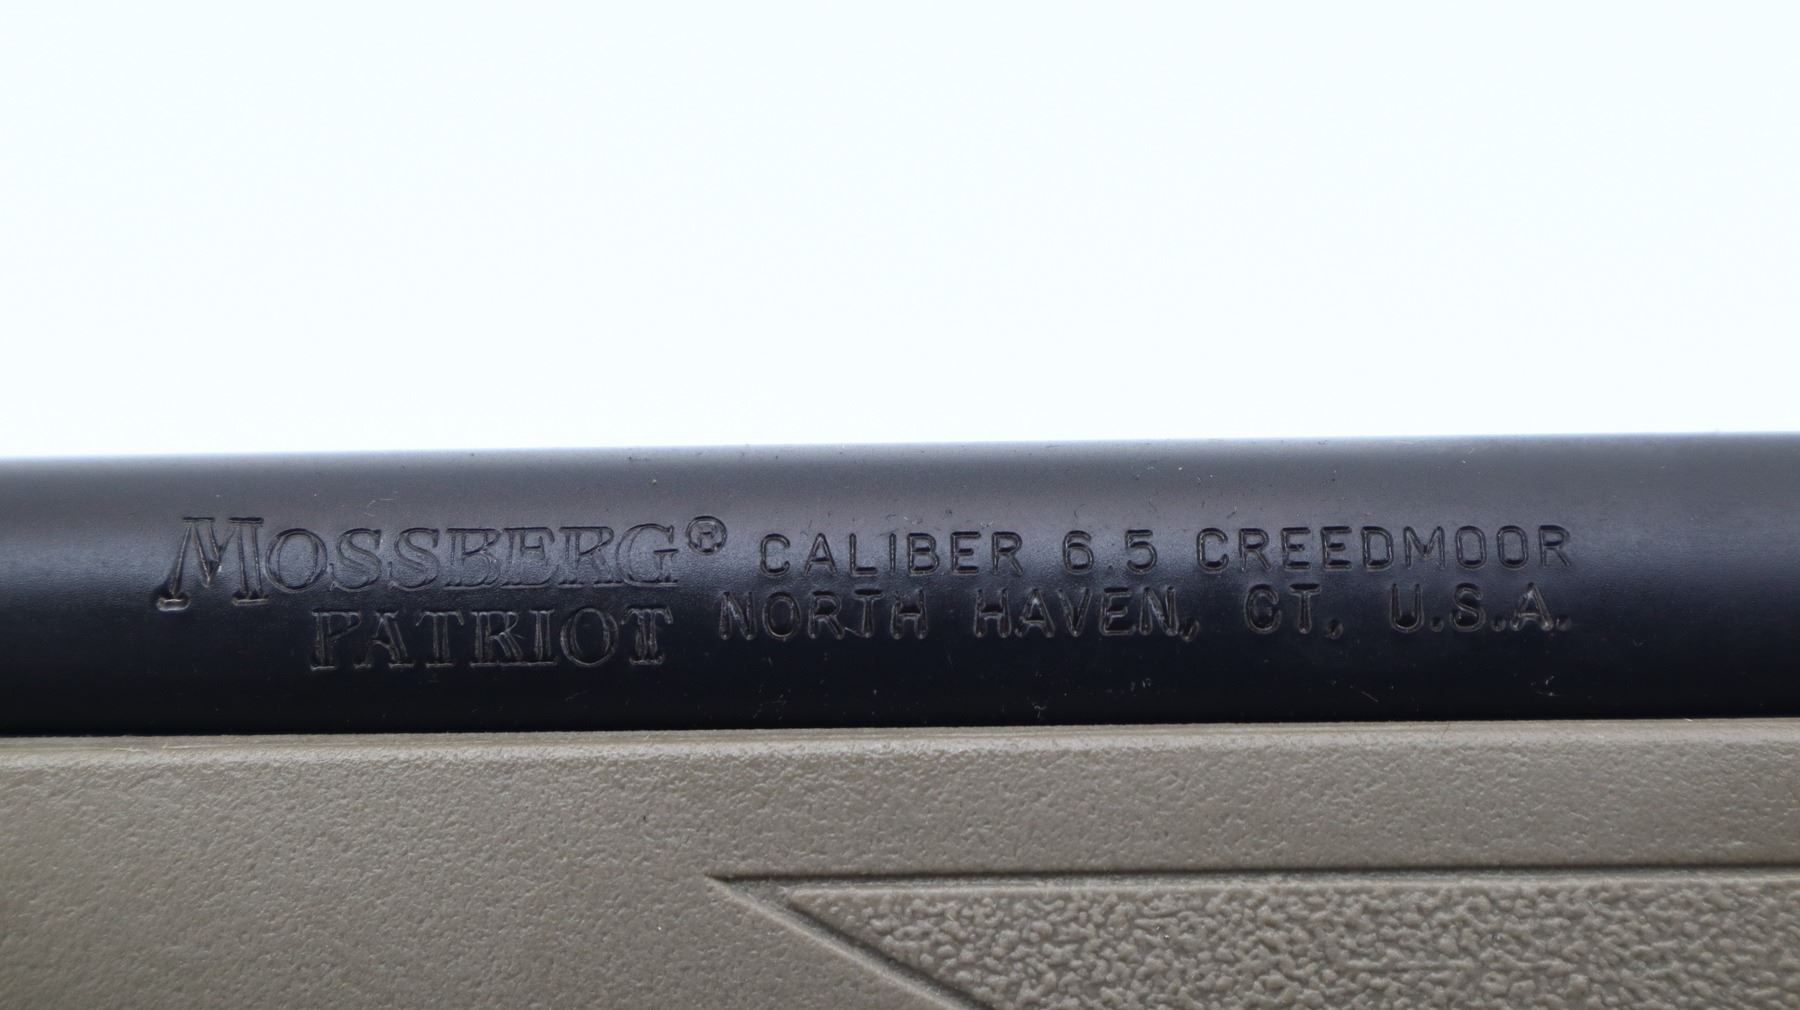 MOSSBERG® CALIBER 6.5 CREEDMOOR
PATRIOT NORTH HAVEN, CT, U.S.A.